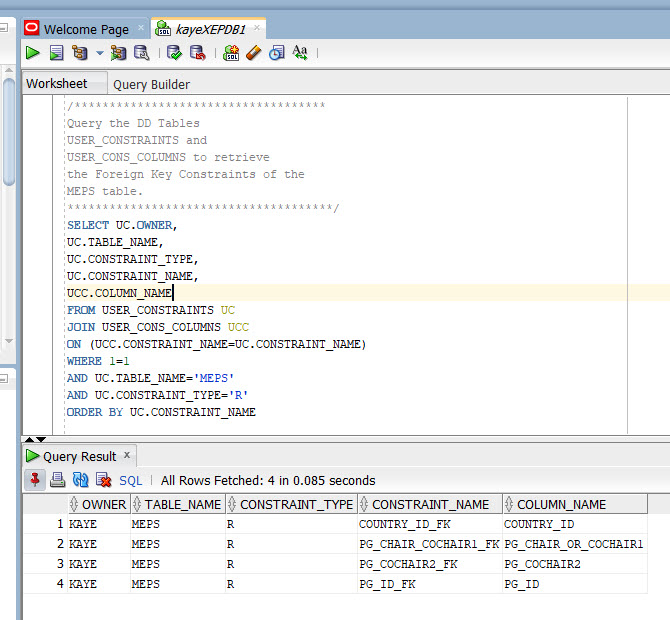 Welcome Page
kayeXEPDB1
Worksheet Query Builder
/************************************
Query the DD Tables
USER_CONSTRAINTS and
USER_CONS_COLUMNS to retrieve
the Foreign Key Constraints of the
MEPS table.
**************************************/
SELECT UC.OWNER,
UC.TABLE_NAME,
UC.CONSTRAINT_TYPE,
UC.CONSTRAINT_NAME,
UCC.COLUMN_NAME
FROM USER_CONSTRAINTS UC
JOIN USER_CONS_COLUMNS UCC
ON (UCC.CONSTRAINT_NAME=UC.CONSTRAINT_NAME)
WHERE 1=1
AND UC.TABLE_NAME='MEPS'
AND UC.CONSTRAINT_TYPE='R'
ORDER BY UC.CONSTRAINT_NAME
Query Result x
SQL | All Rows Fetched: 4 in 0.085 seconds
OWNER TABLE_NAME CONSTRAINT_TYPE CONSTRAINT_NAME COLUMN_NAME
1 KAYE MEPS R COUNTRY_ID_FK COUNTRY_ID
2 KAYE MEPS R PG_CHAIR_COCHAIR1_FK PG_CHAIR_OR_COCHAIR1
3 KAYE MEPS R PG_COCHAIR2_FK PG_COCHAIR2
4 KAYE MEPS R PG_ID_FK PG_ID